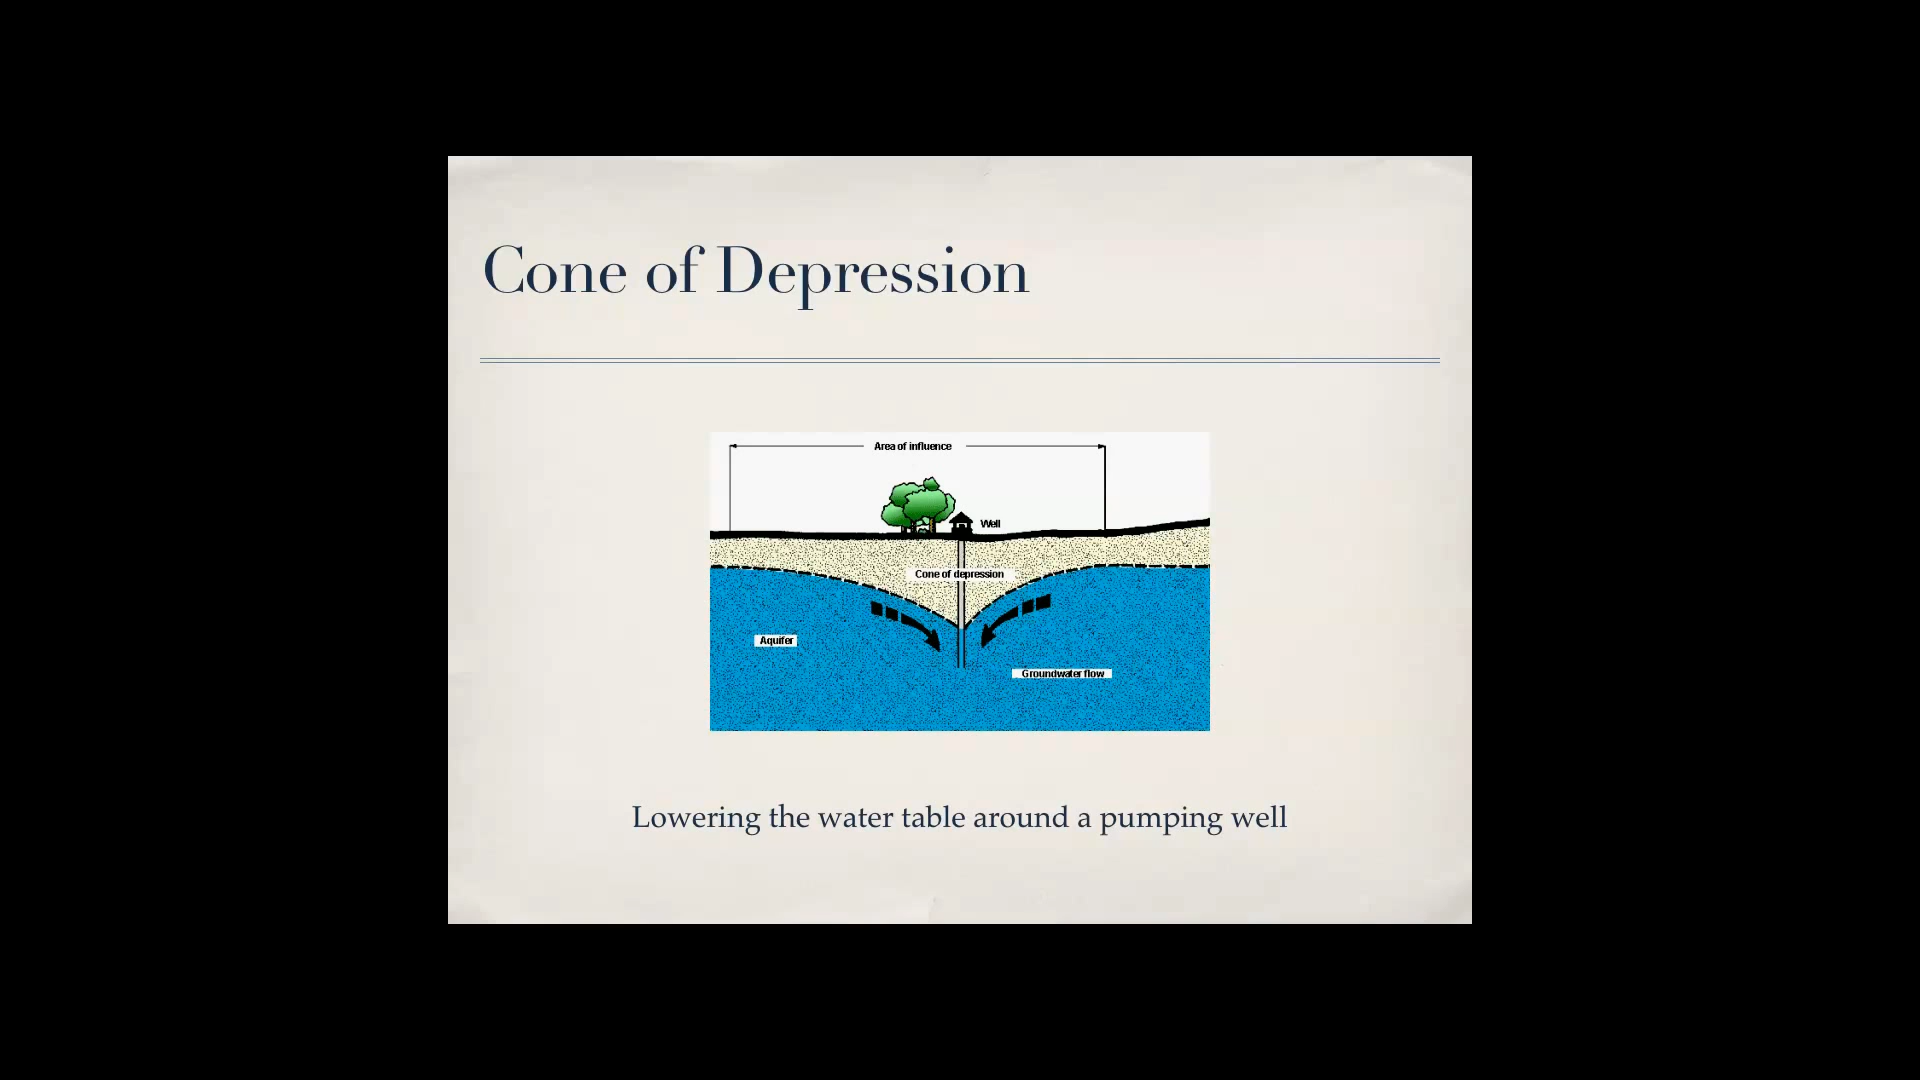 Cone of Depression
Area of influence
Well
Cone of depression
Aquifer
Groundwater flow
Lowering the water table around a pumping well